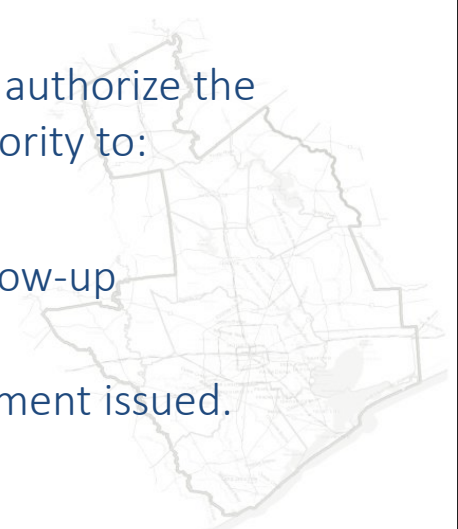 authorize the
ority to:
ow-up
ment issued.